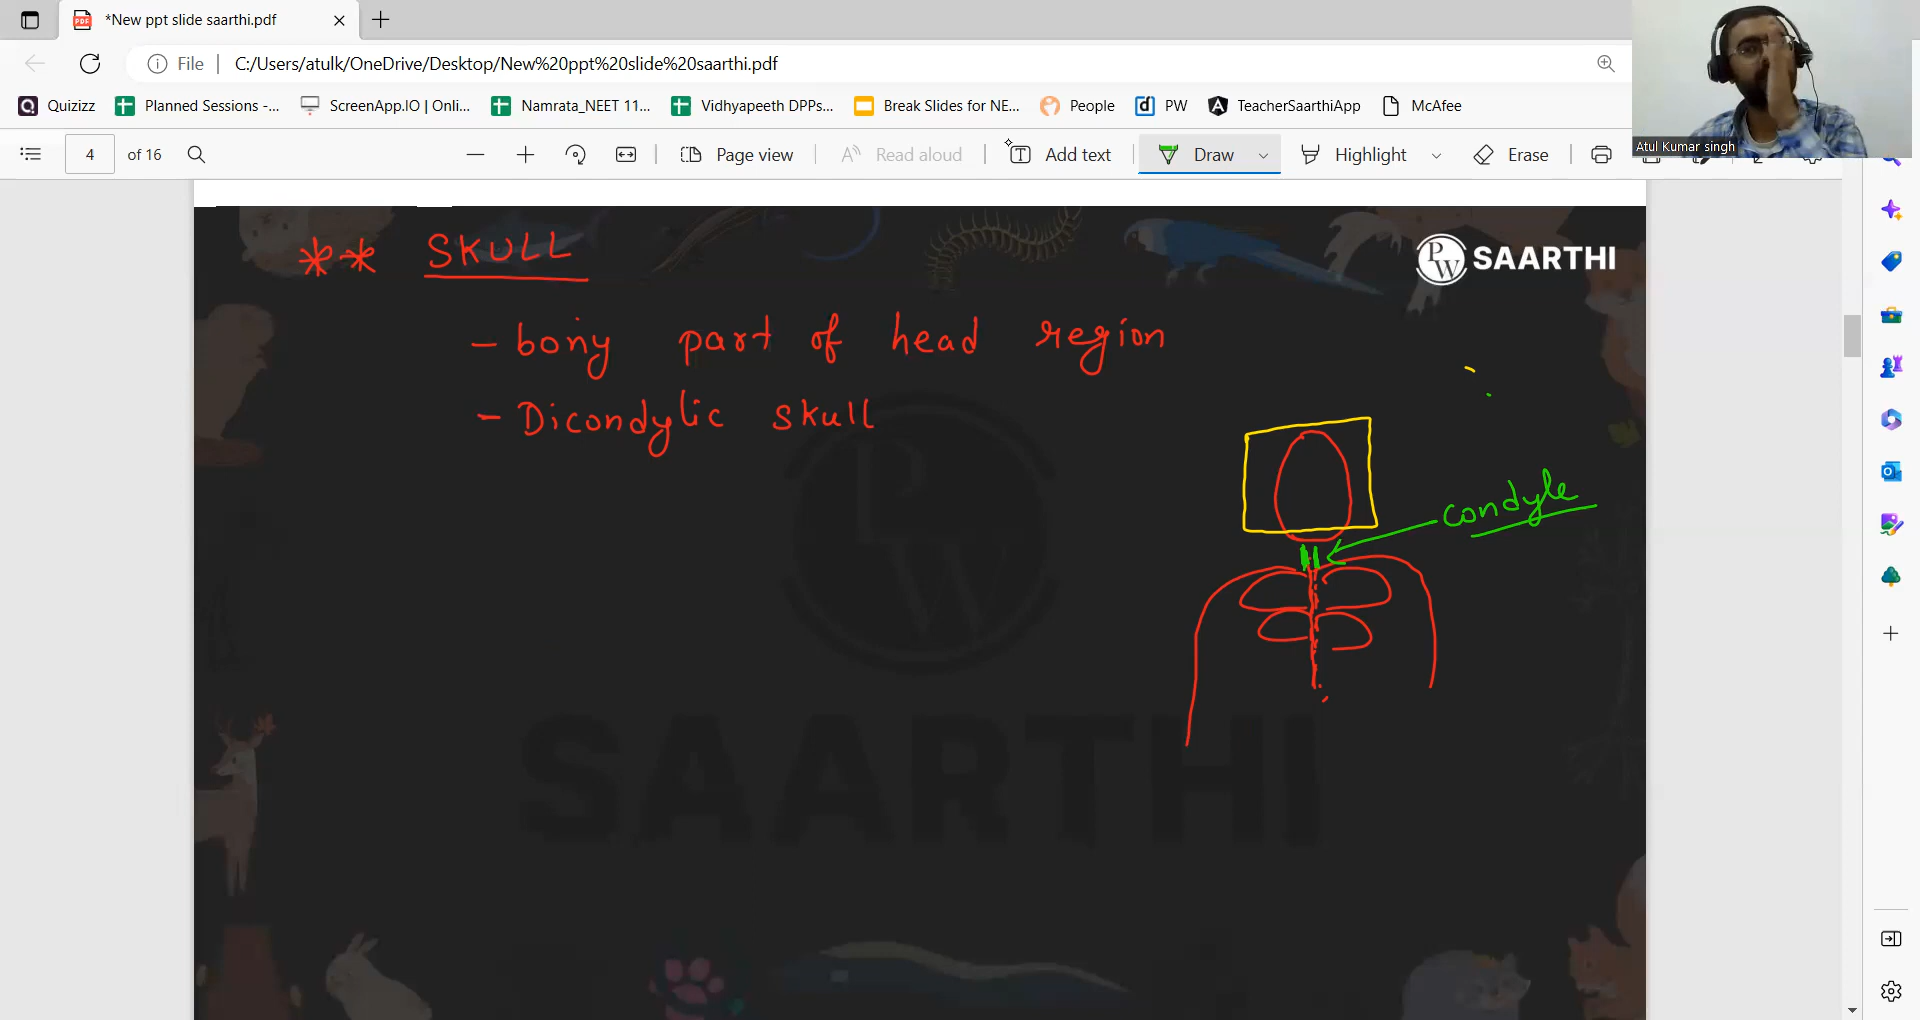 *New ppt slide saarthi.pdf
File C:/Users/atulk/OneDrive/Desktop/New%20ppt%20slide%20saarthi.pdf
Quizizz Planned Sessions -... ScreenApp.IO | Onli... Namrata_NEET 11... Vidhyapeeth DPPs... Break Slides for NE... People PW TeacherSaarthiApp McAfee
4 of 16 Page view Read aloud Add text Draw Highlight Erase
Atul Kumar singh
** SKULL
PW SAARTHI
- bony part of head region
- Dicondylic skull
condyle
PW
SAARTHI